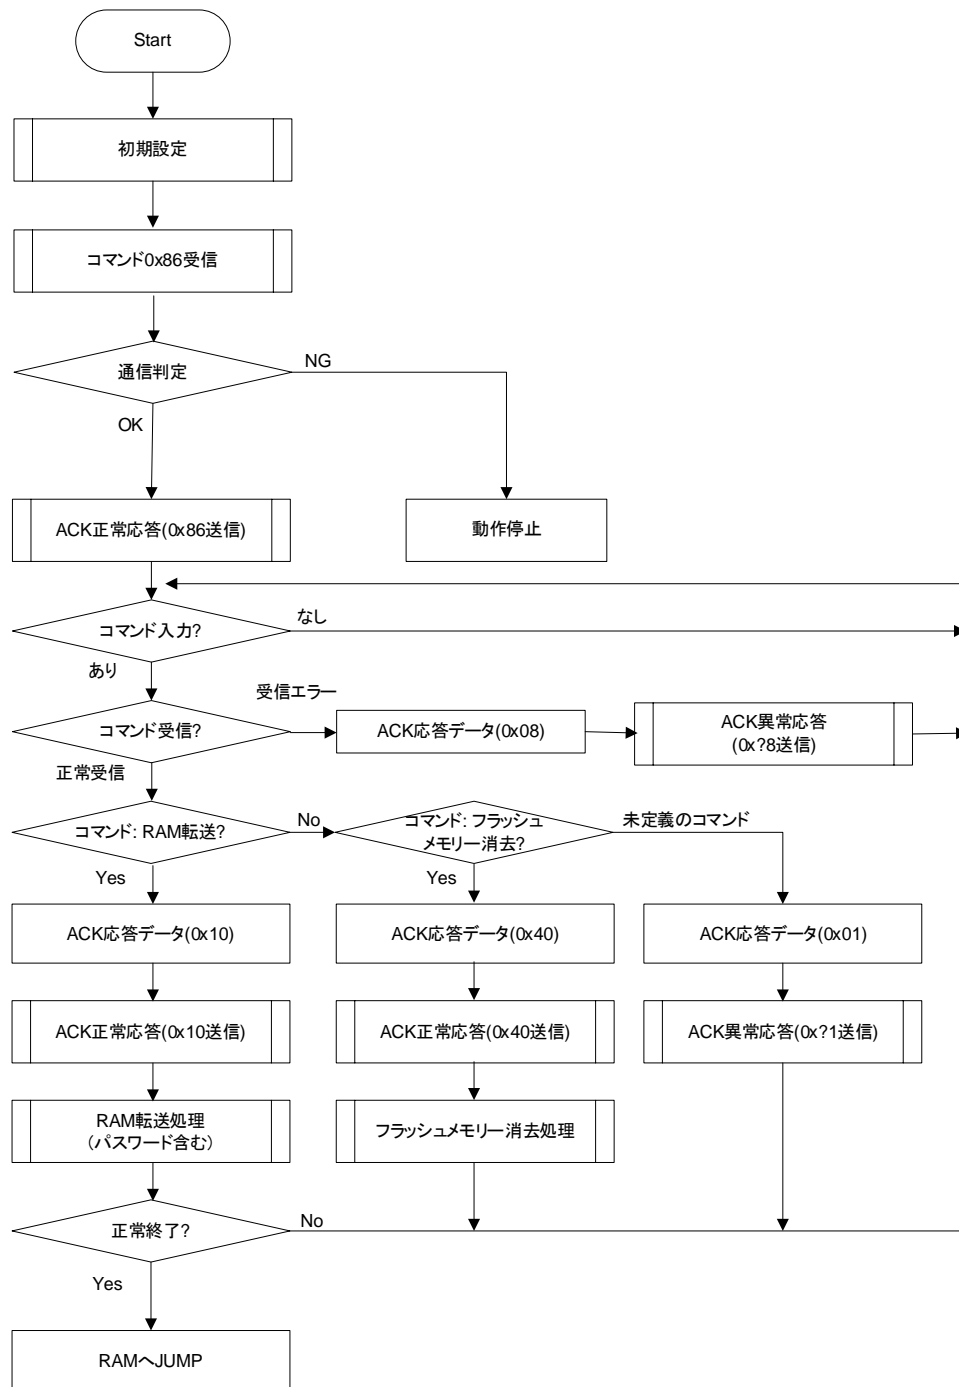 Start
初期設定
コマンド0x86受信
通信判定
NG
OK
ACK正常応答(0x86送信)
動作停止
コマンド入力?
なし
あり
受信エラー
コマンド受信?
ACK応答データ(0x08)
ACK異常応答
(0x?8送信)
正常受信
コマンド: RAM転送?
No
コマンド: フラッシュ
メモリー消去?
未定義のコマンド
Yes
Yes
ACK応答データ(0x10)
ACK応答データ(0x40)
ACK応答データ(0x01)
ACK正常応答(0x10送信)
ACK正常応答(0x40送信)
ACK異常応答(0x?1送信)
RAM転送処理
(パスワード含む)
フラッシュメモリー消去処理
正常終了?
No
Yes
RAMへJUMP